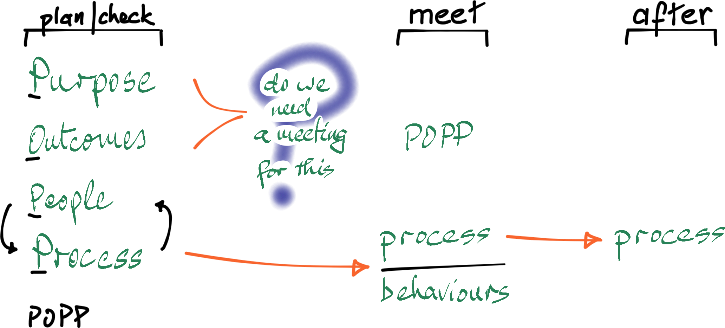 plan/check
Purpose
Outcomes
People
Process
POPP
do we
need
a meeting
for this
?
meet
POPP
process
behaviours
after
process